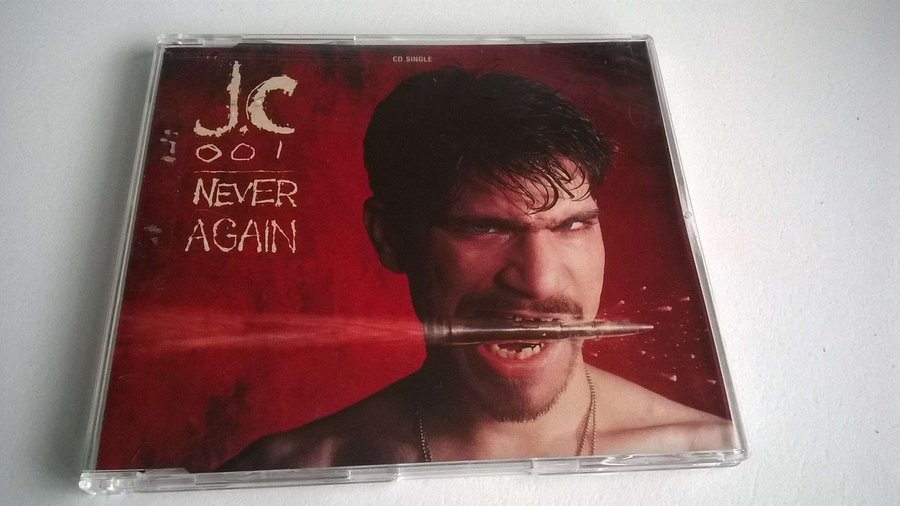 CD SINGLE
J.C
001
NEVER
AGAIN